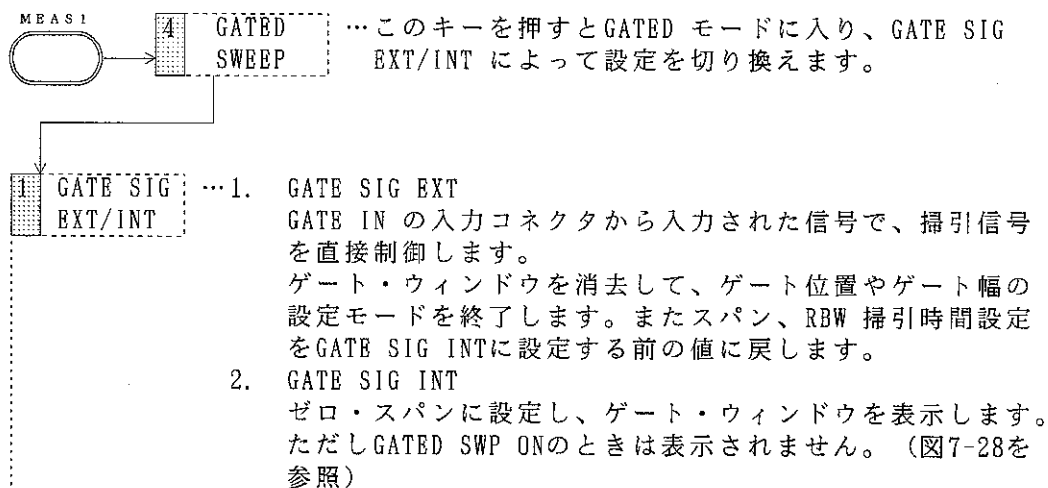 MEAS1
4 GATED …このキーを押すとGATED モードに入り、GATE SIG
SWEEP EXT/INT によって設定を切り換えます。
1 GATE SIG …1. GATE SIG EXT
EXT/INT GATE IN の入力コネクタから入力された信号で、掃引信号
を直接制御します。
ゲート・ウィンドウを消去して、ゲート位置やゲート幅の
設定モードを終了します。またスパン、RBW 掃引時間設定
をGATE SIG INTに設定する前の値に戻します。
2. GATE SIG INT
ゼロ・スパンに設定し、ゲート・ウィンドウを表示します。
ただしGATED SWP ONのときは表示されません。（図7-28を
参照）